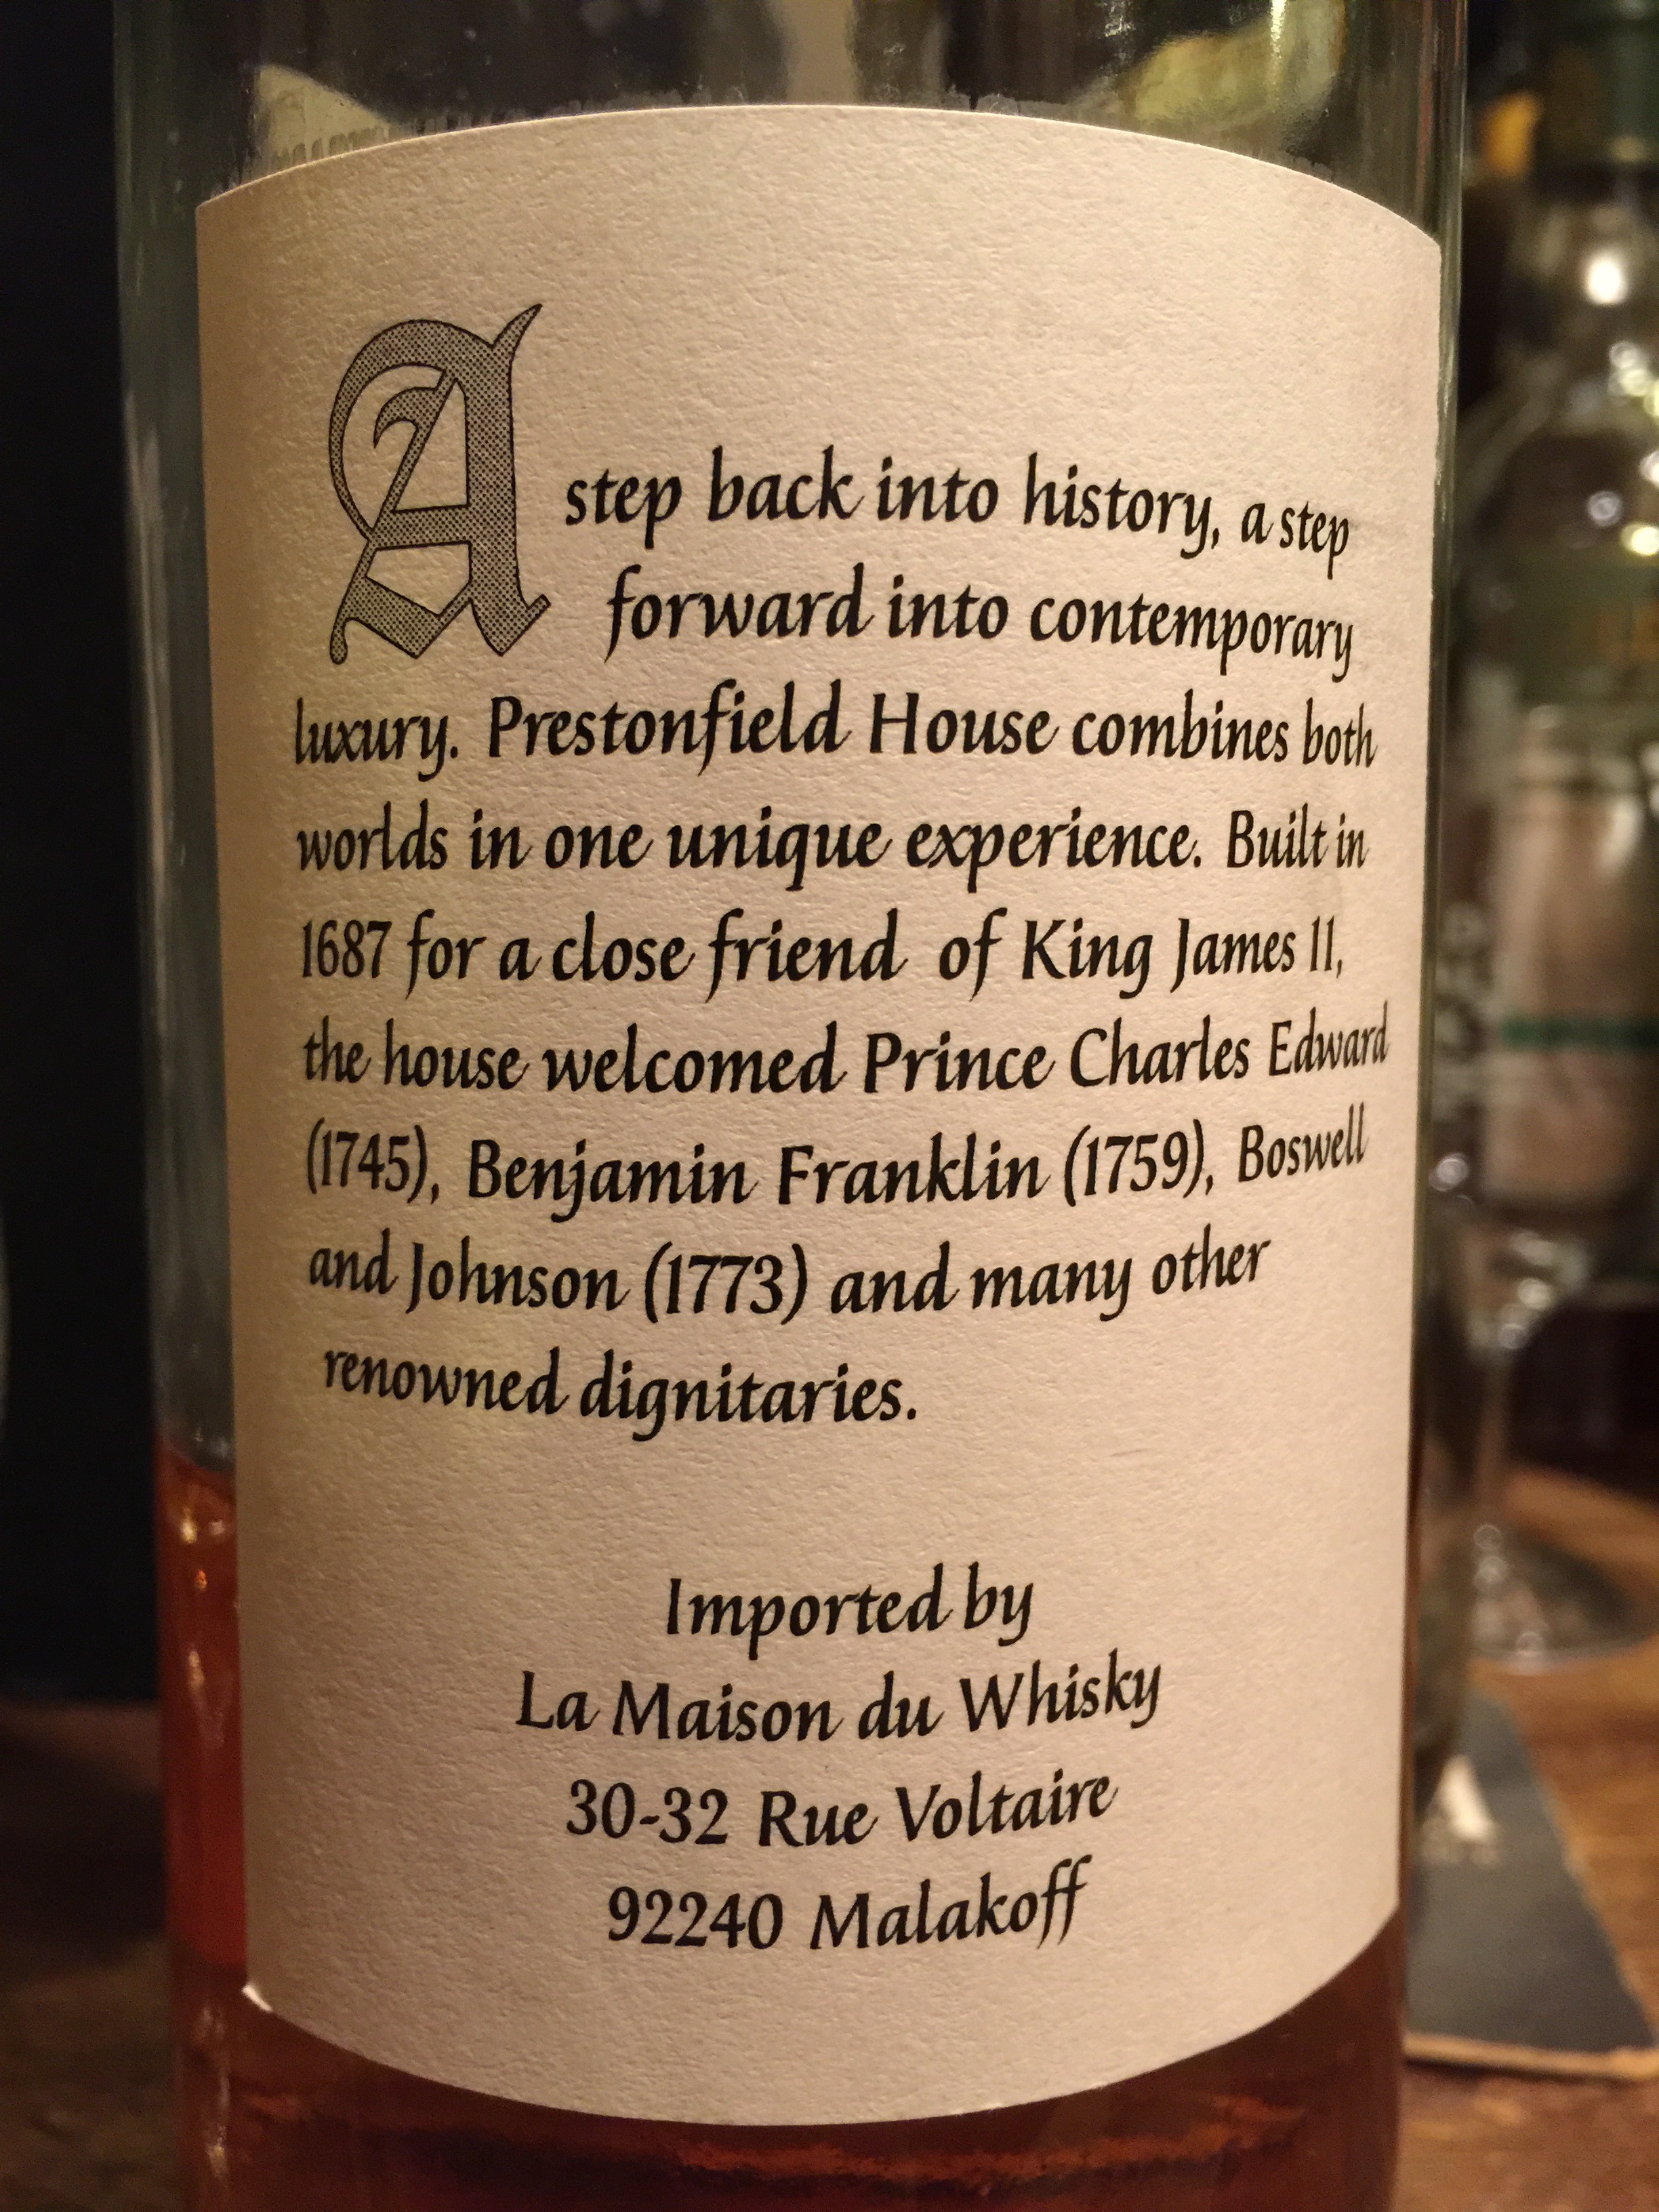 A step back into history, a step
forward into contemporary
luxury. Prestonfield House combines both
worlds in one unique experience. Built in
1687 for a close friend of King James II,
the house welcomed Prince Charles Edward
(1745), Benjamin Franklin (1759), Boswell
and Johnson (1773) and many other
renowned dignitaries.
Imported by
La Maison du Whisky
30-32 Rue Voltaire
92240 Malakoff